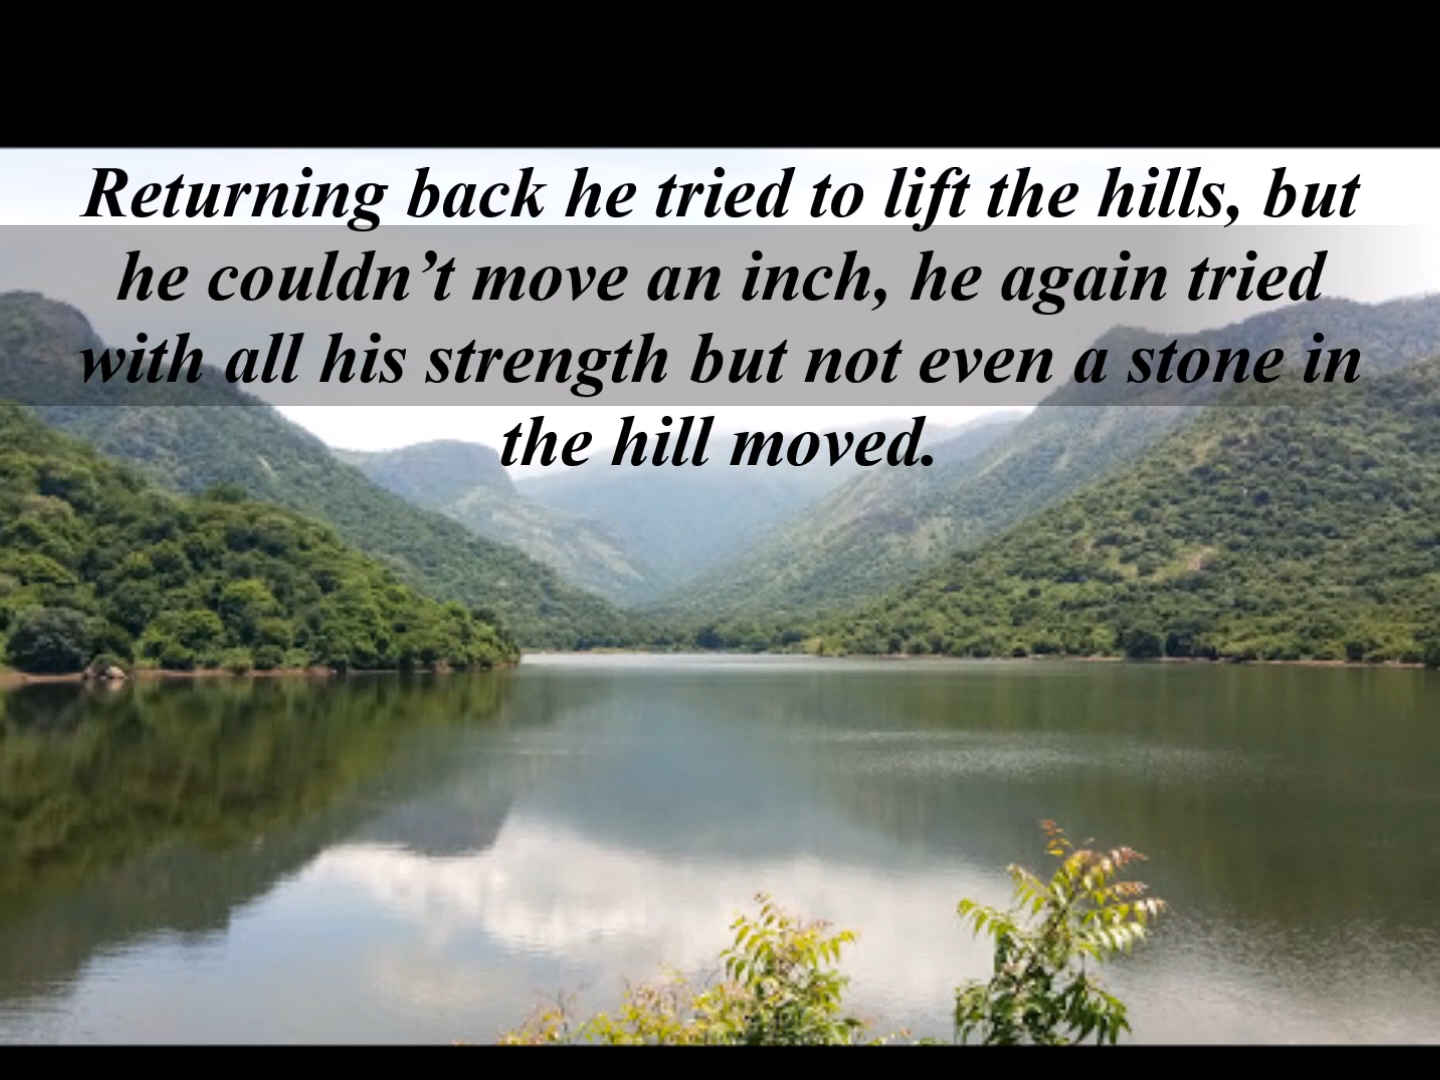 Returning back he tried to lift the hills, but
he couldn’t move an inch, he again tried
with all his strength but not even a stone in
the hill moved.